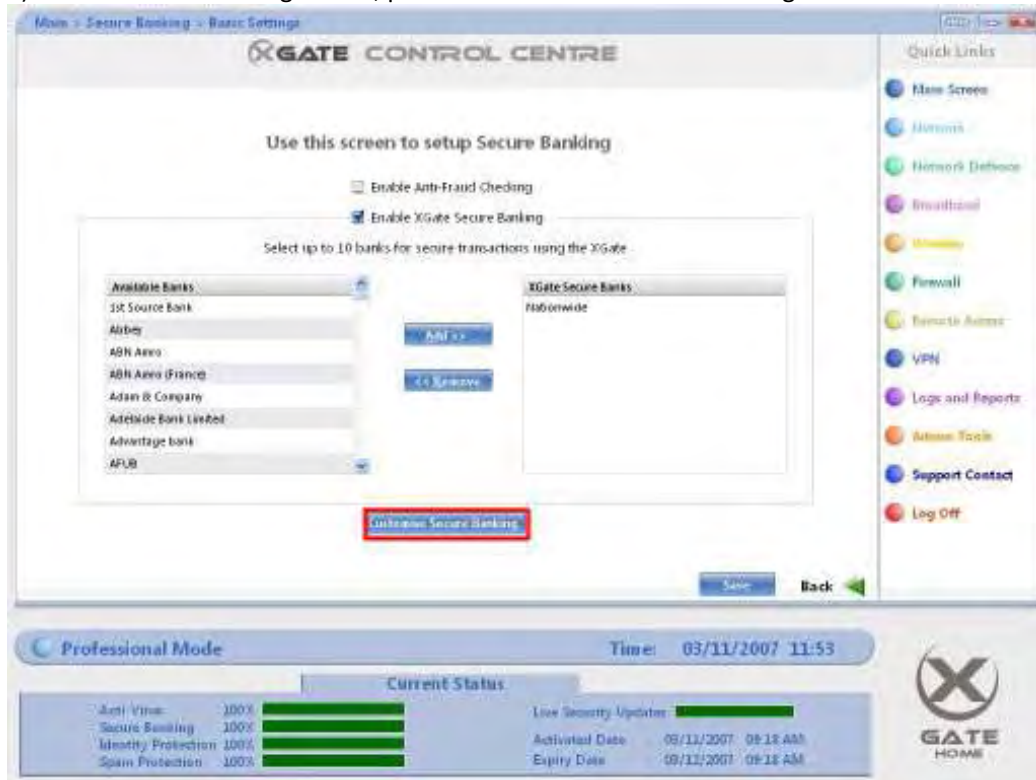 Main > Secure Banking > Basic Settings
XGATE CONTROL CENTRE
Use this screen to setup Secure Banking
Enable Anti-Fraud Checking
Enable XGate Secure Banking
Select up to 10 banks for secure transactions using the XGate
Available Banks
1st Source Bank
Abbey
ABN Amro
ABN Amro (France)
Adam & Company
Adelaide Bank Limited
Advantage bank
AFUB
Add >>
<< Remove
XGate Secure Banks
Nationwide
Customise Secure Banking
Save
Back
Quick Links
Main Screen
Network
Network Defence
Broadband
Wireless
Firewall
Remote Access
VPN
Logs and Reports
Admin Tools
Support Contact
Log Off
Professional Mode
Time: 03/11/2007 11:53
Current Status
Anti Virus 100%
Secure Banking 100%
Identity Protection 100%
Spam Protection 100%
Live Security Updates
Activated Date 09:18 AM
Expiry Date 09:18 AM
X
GATE
HOME